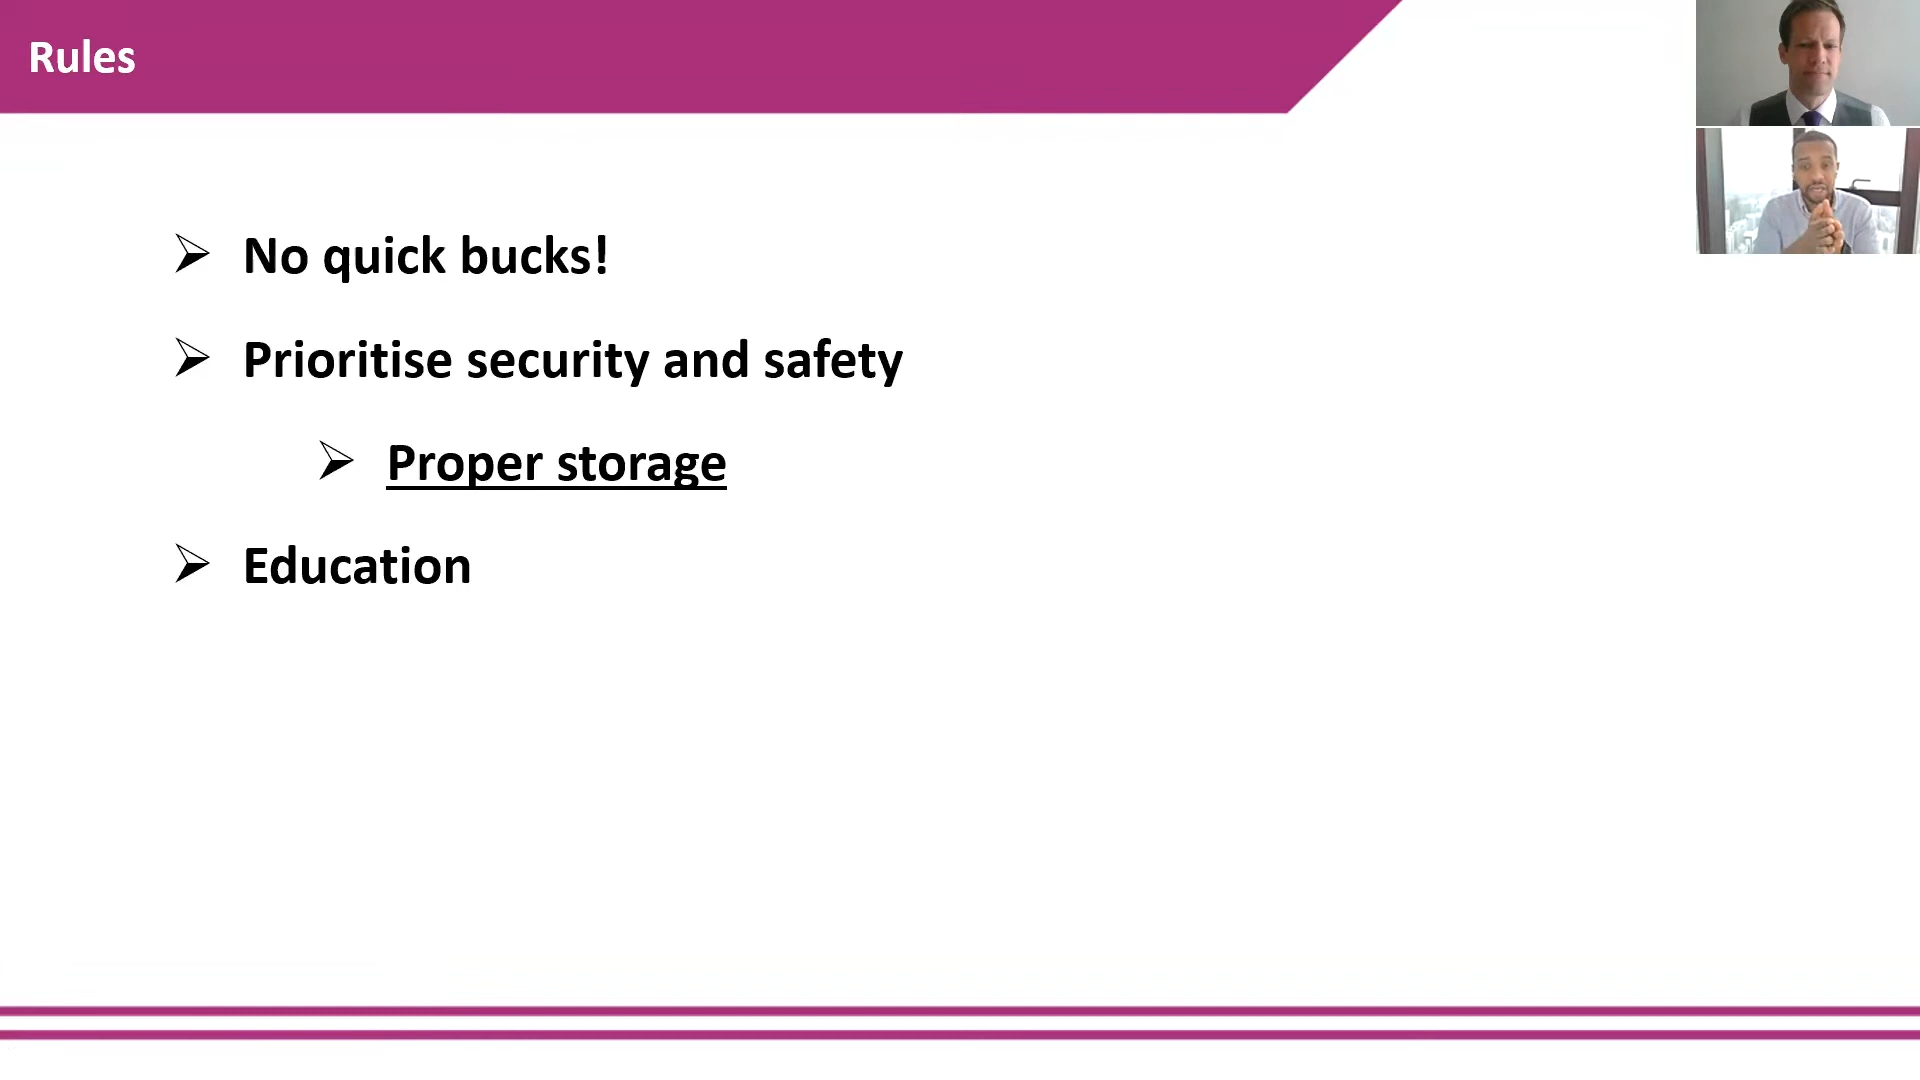 Rules
No quick bucks!
Prioritise security and safety
Proper storage
Education